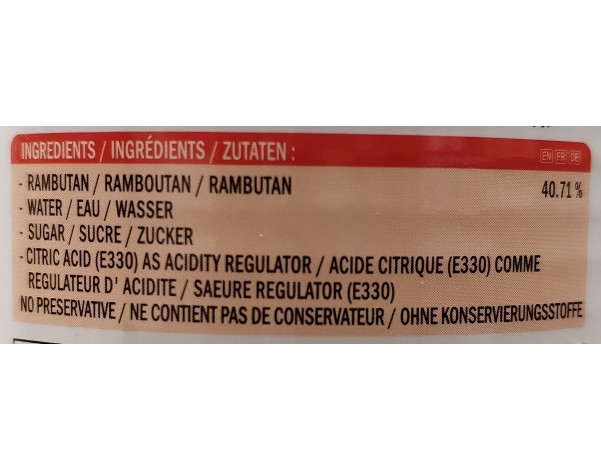 INGREDIENTS / INGRÉDIENTS / ZUTATEN : EN FR DE
- RAMBUTAN / RAMBOUTAN / RAMBUTAN 40.71 %
- WATER / EAU / WASSER
- SUGAR / SUCRE / ZUCKER
- CITRIC ACID (E330) AS ACIDITY REGULATOR / ACIDE CITRIQUE (E330) COMME
REGULATEUR D' ACIDITE / SAEURE REGULATOR (E330)
NO PRESERVATIVE / NE CONTIENT PAS DE CONSERVATEUR / OHNE KONSERVIERUNGSSTOFFE